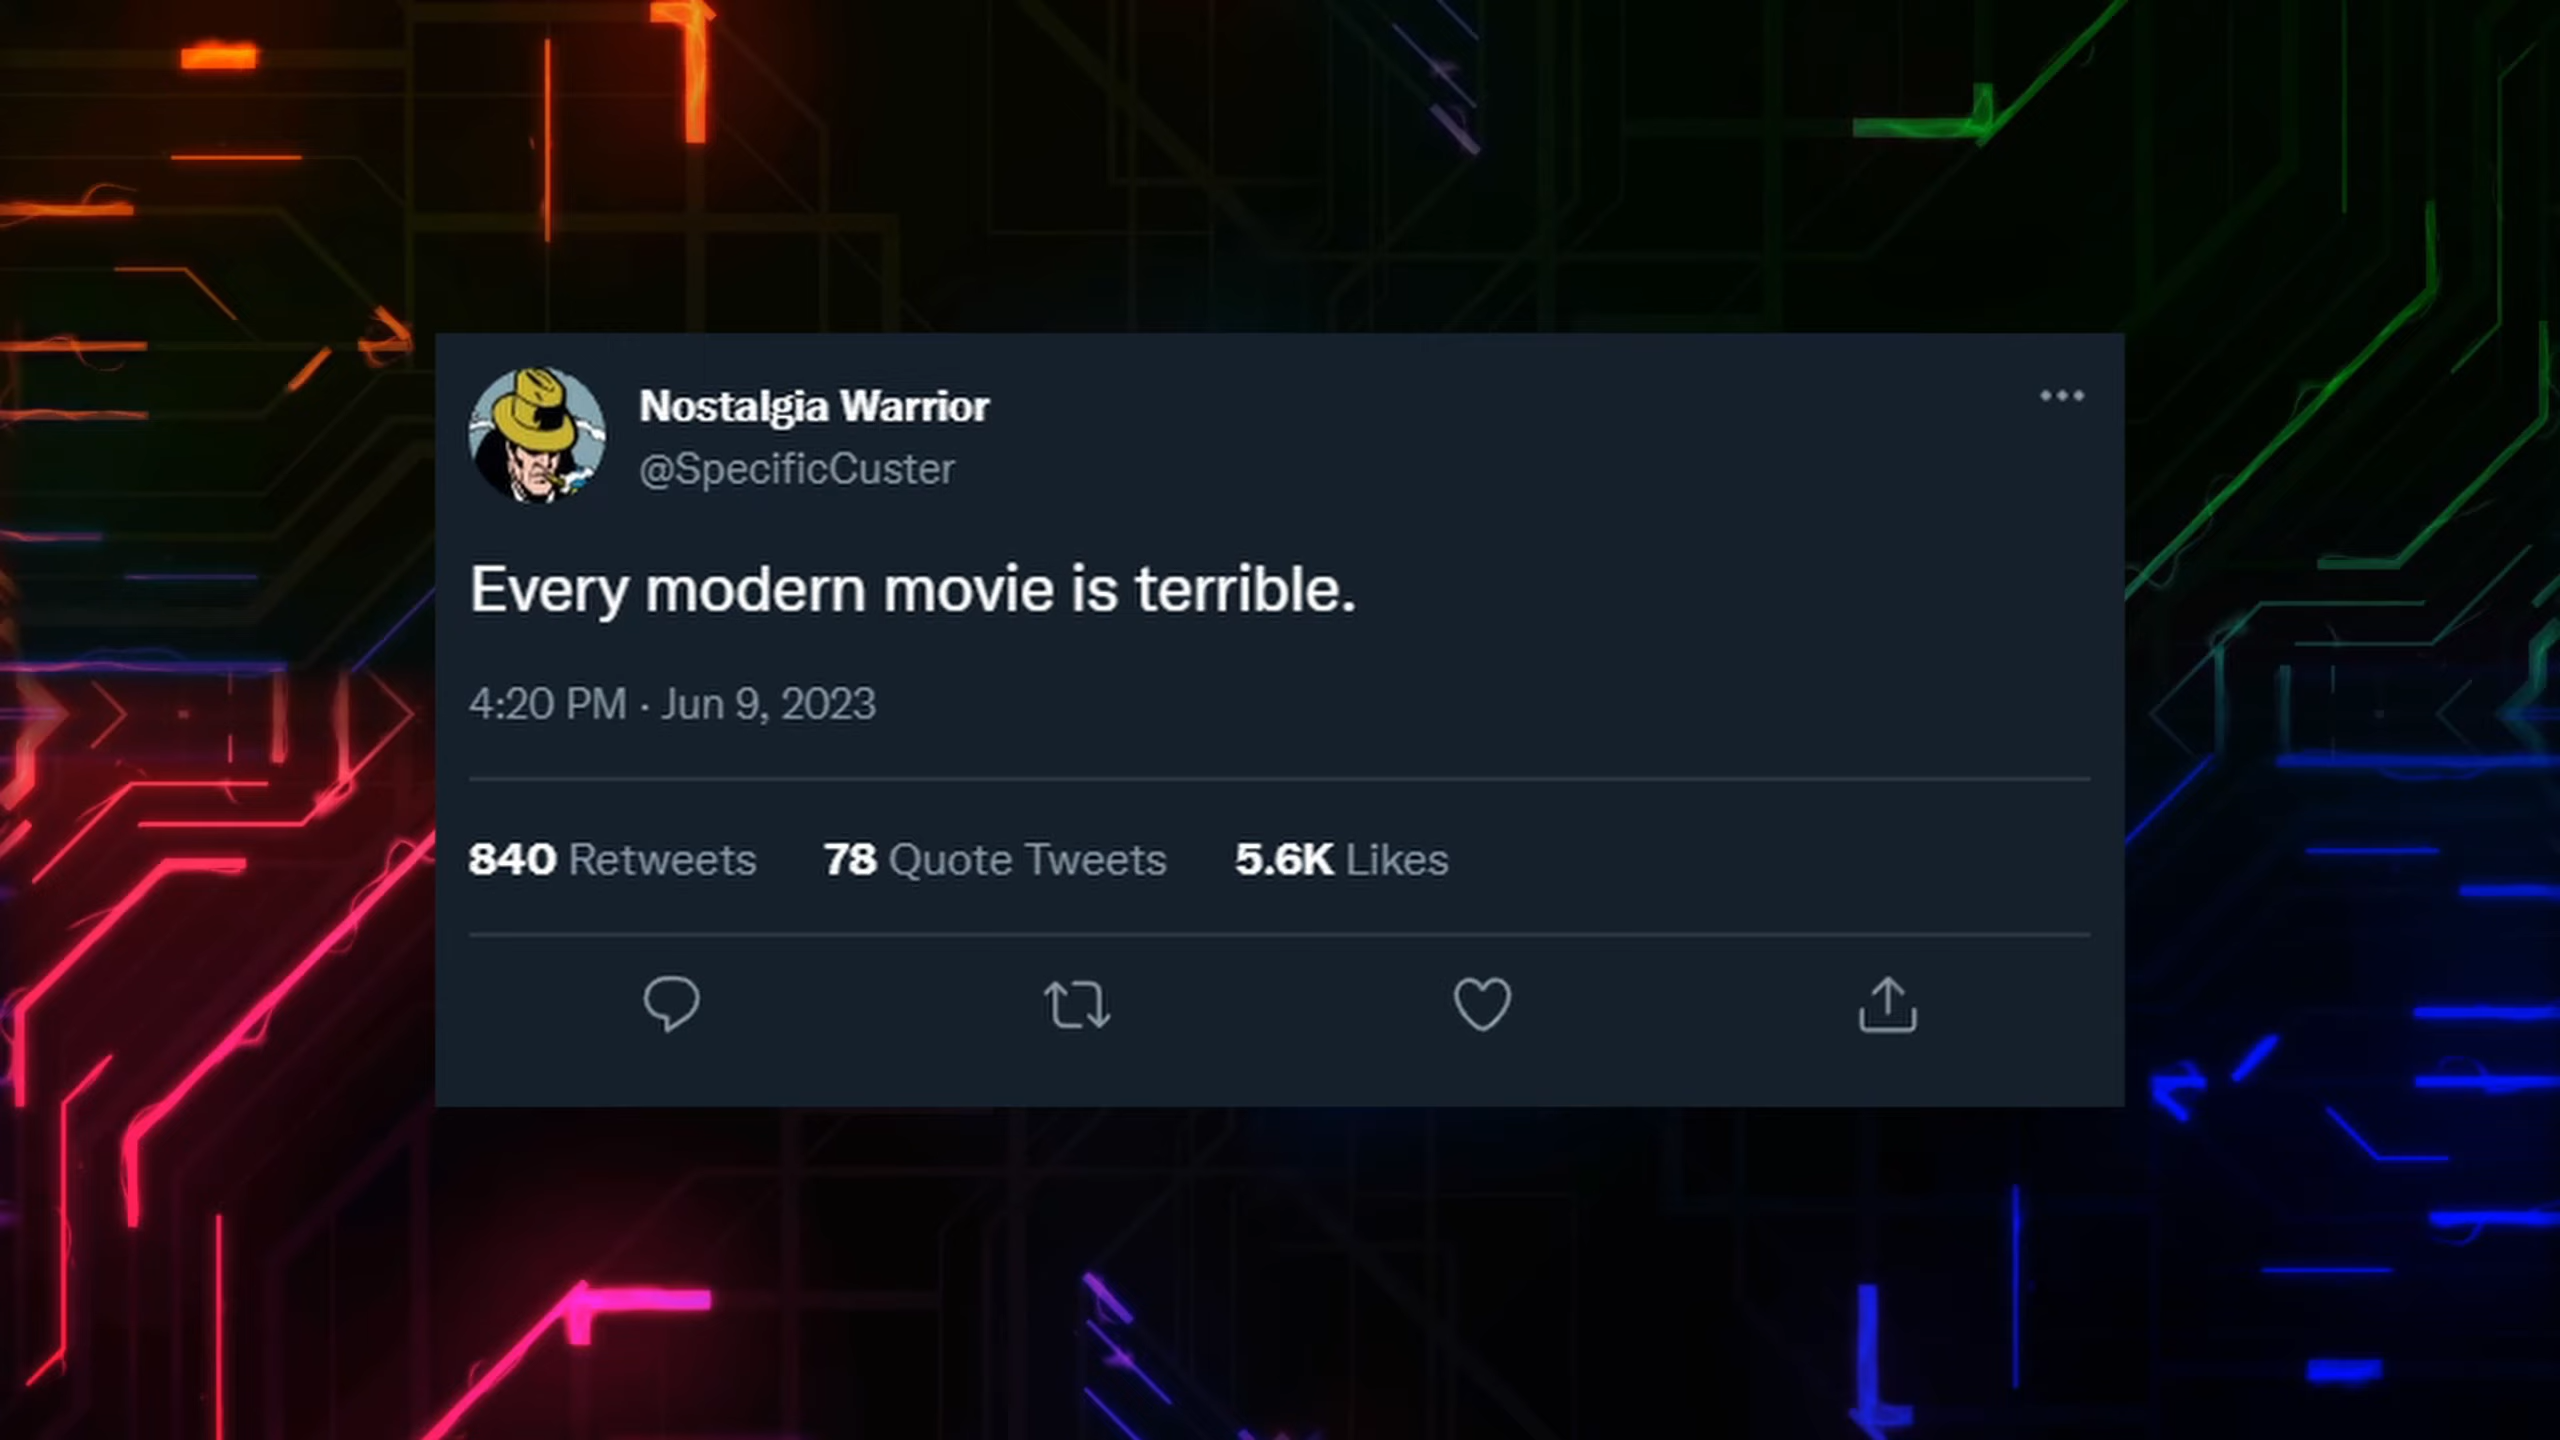 Nostalgia Warrior
@SpecificCuster
Every modern movie is terrible.
4:20 PM · Jun 9, 2023
840 Retweets 78 Quote Tweets 5.6K Likes